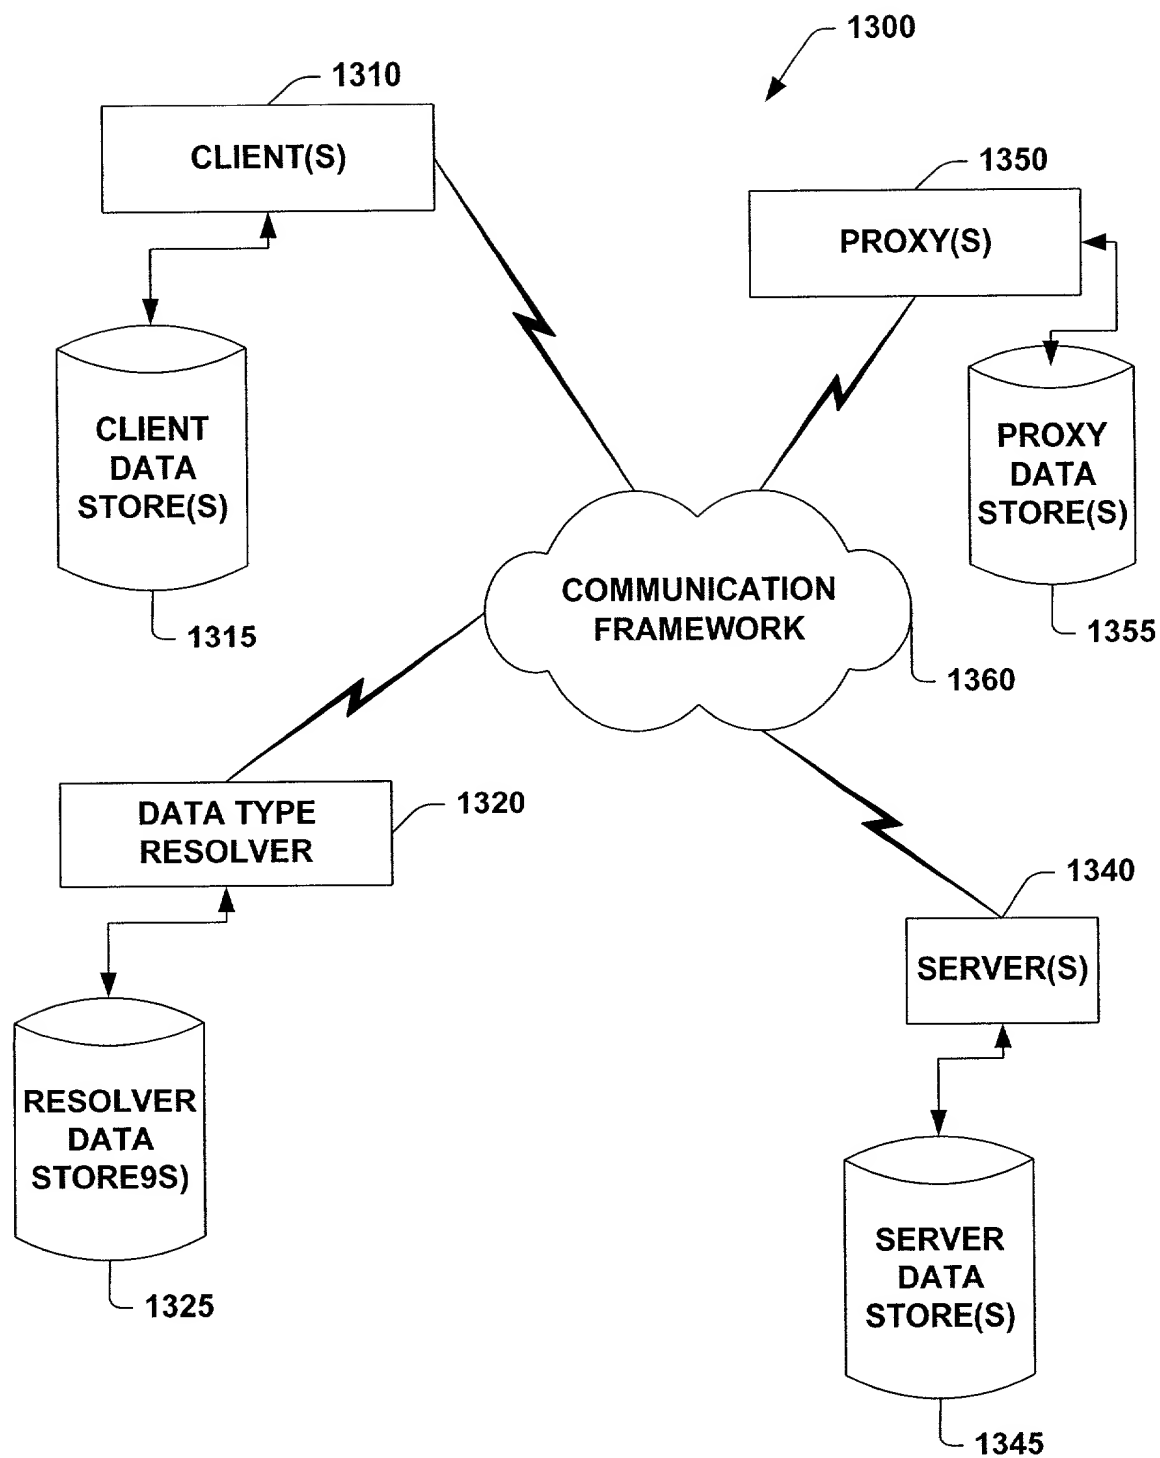 1300
1310
CLIENT(S)
1350
PROXY(S)
CLIENT
DATA
STORE(S)
PROXY
DATA
STORE(S)
COMMUNICATION
FRAMEWORK
1315
1355
1360
DATA TYPE
RESOLVER
1320
1340
SERVER(S)
RESOLVER
DATA
STORE9S)
SERVER
DATA
STORE(S)
1325
1345